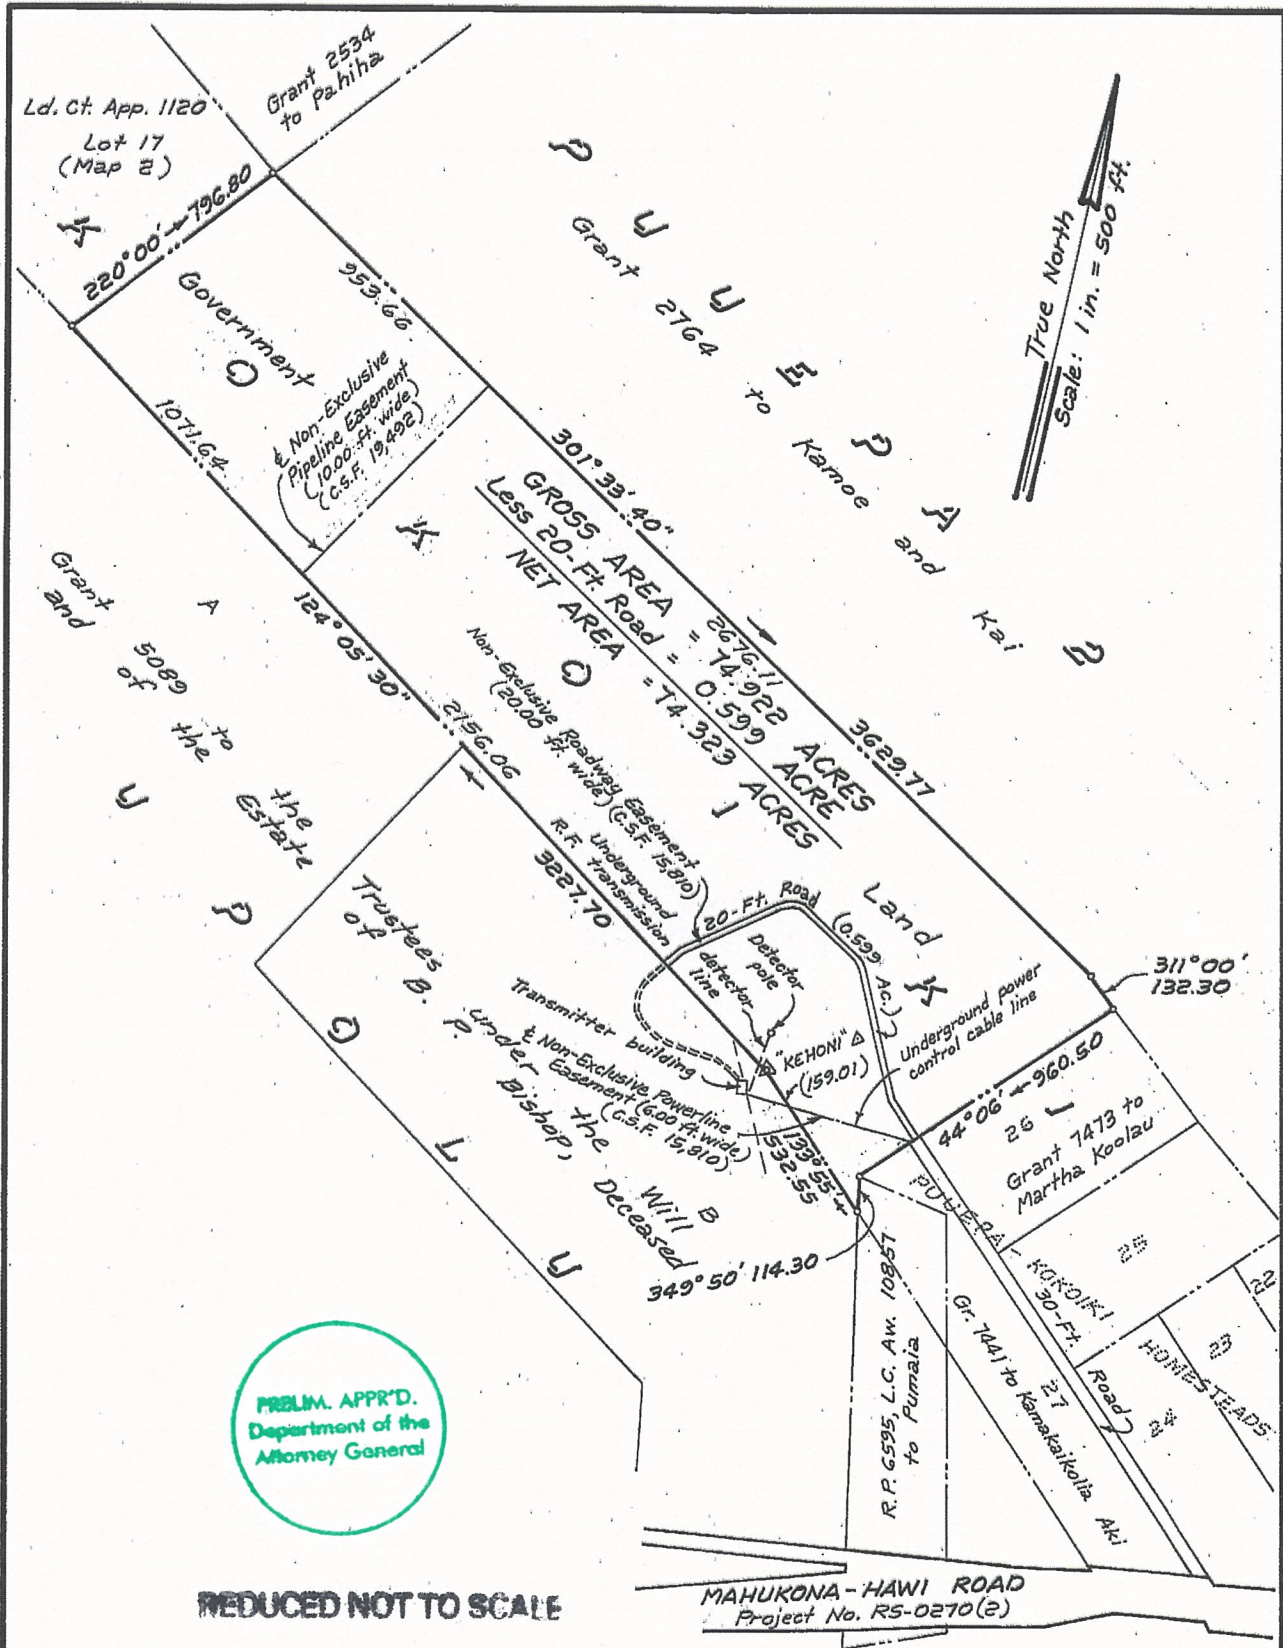 Grant 2534
to Pahiha
Ld. Ct. App. 1120
Lot 17
(Map 2)
220°00' 796.80
K
O
K
O
I
K
I
Government
Land
953.66
1071.64
℄ Non-Exclusive
Pipeline Easement
(10.00 ft. wide)
(C.S.F. 19,492)
P
U
U
E
P
A
2
Grant 2764 to Kamoe and Kai
True North
Scale: 1 in. = 500 ft.
301°33'40"
2676.11
3629.77
GROSS AREA = 74.922 ACRES
Less 20-Ft. Road = 0.599 ACRE
NET AREA = 74.323 ACRES
124°05'30"
2156.06
3227.70
Grant 5089 to the
and of the Estate
A
U
P
O
L
U
Non-Exclusive Roadway Easement
(20.00 ft. wide) (C.S.F. 15,810)
Underground
R.F. transmission
20-Ft. Road
(0.599 Ac.)
Detector
pole
detector
line
311°00'
132.30
Underground power
control cable line
"KEHONI" △
(159.01)
Transmitter building
℄ Non-Exclusive Powerline
Easement (6.00 ft. wide)
(C.S.F. 15,810)
Trustees under the Will
of B. P. Bishop, Deceased
B
133°55'4
532.55
349°50' 114.30
44°06' 960.50
26
Grant 7473 to
Martha Koolau
25
22
23
24
PUUEPA - KOKOIKI
HOMESTEADS
30-Ft. Road
27
Gr. 7441 to Kamakaikolia Aki
R.P. 6595, L.C. Aw. 10857
to Pumaia
PRELIM. APPR'D.
Department of the
Attorney General
REDUCED NOT TO SCALE
MAHUKONA-HAWI ROAD
Project No. RS-0270(2)